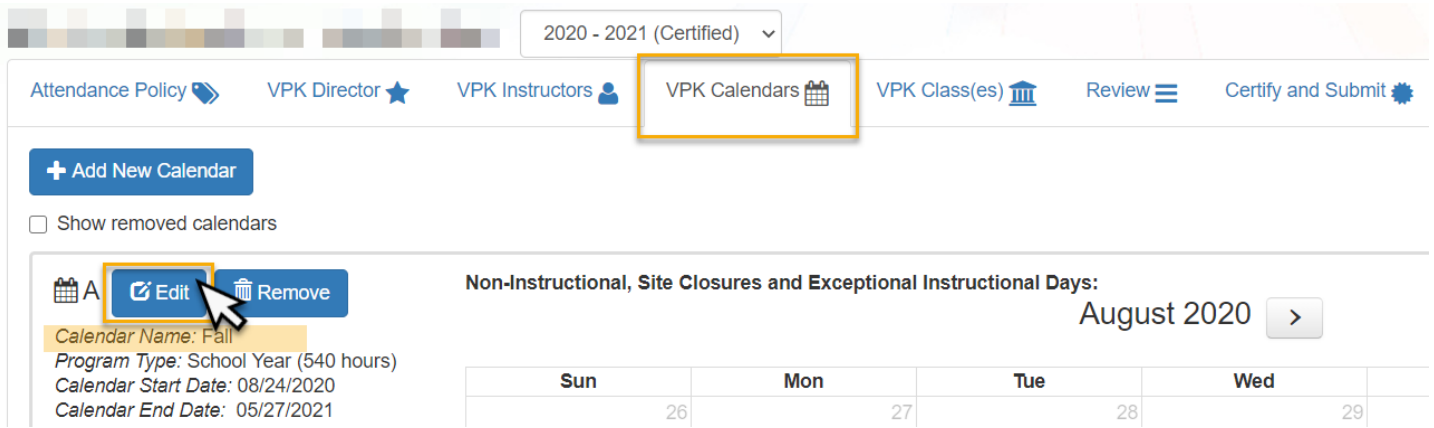 2020 - 2021 (Certified)
Attendance Policy VPK Director VPK Instructors VPK Calendars VPK Class(es) Review Certify and Submit
Add New Calendar
Show removed calendars
A Edit Remove
Non-Instructional, Site Closures and Exceptional Instructional Days:
August 2020 >
Calendar Name: Fall
Program Type: School Year (540 hours)
Calendar Start Date: 08/24/2020
Calendar End Date: 05/27/2021
Sun Mon Tue Wed
26 27 28 29